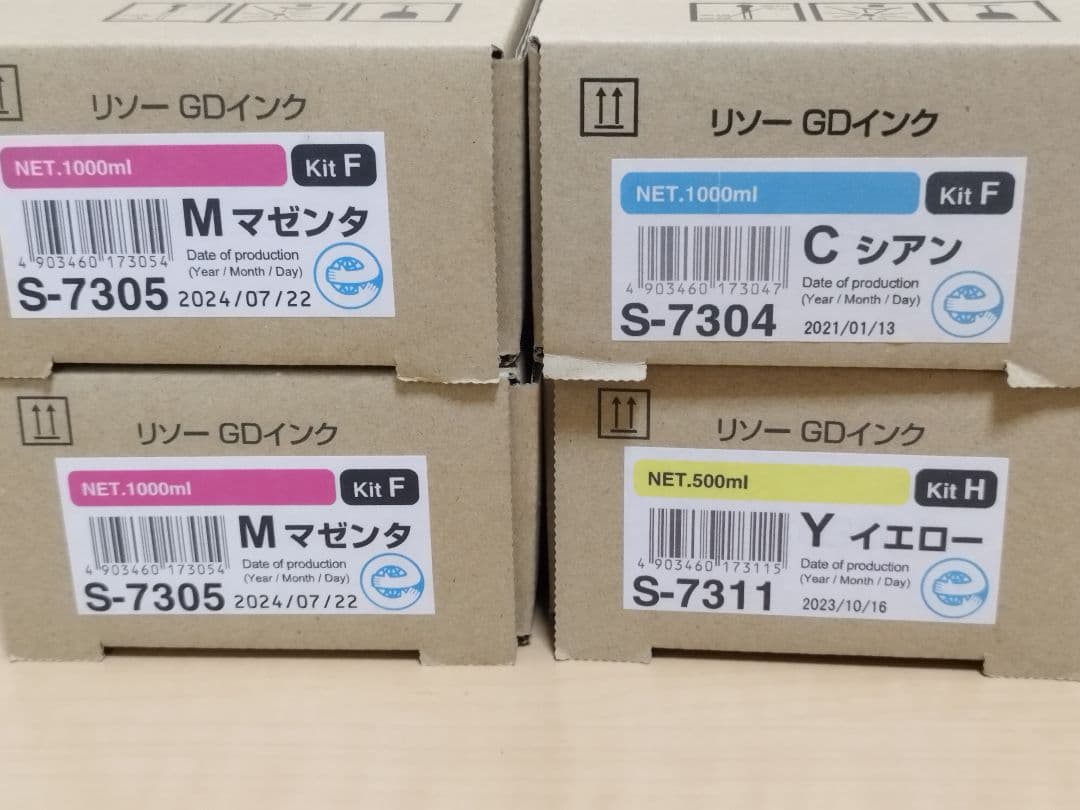 リソー GDインク
NET.1000ml
Kit F
M マゼンタ
4 903460 173054
Date of production
(Year / Month / Day)
S-7305 2024/07/22
リソー GDインク
NET.1000ml
Kit F
C シアン
4 903460 173047
Date of production
(Year / Month / Day)
S-7304 2021/01/13
リソー GDインク
NET.1000ml
Kit F
M マゼンタ
4 903460 173054
Date of production
(Year / Month / Day)
S-7305 2024/07/22
リソー GDインク
NET.500ml
Kit H
Y イエロー
4 903460 173115
Date of production
(Year / Month / Day)
S-7311 2023/10/16